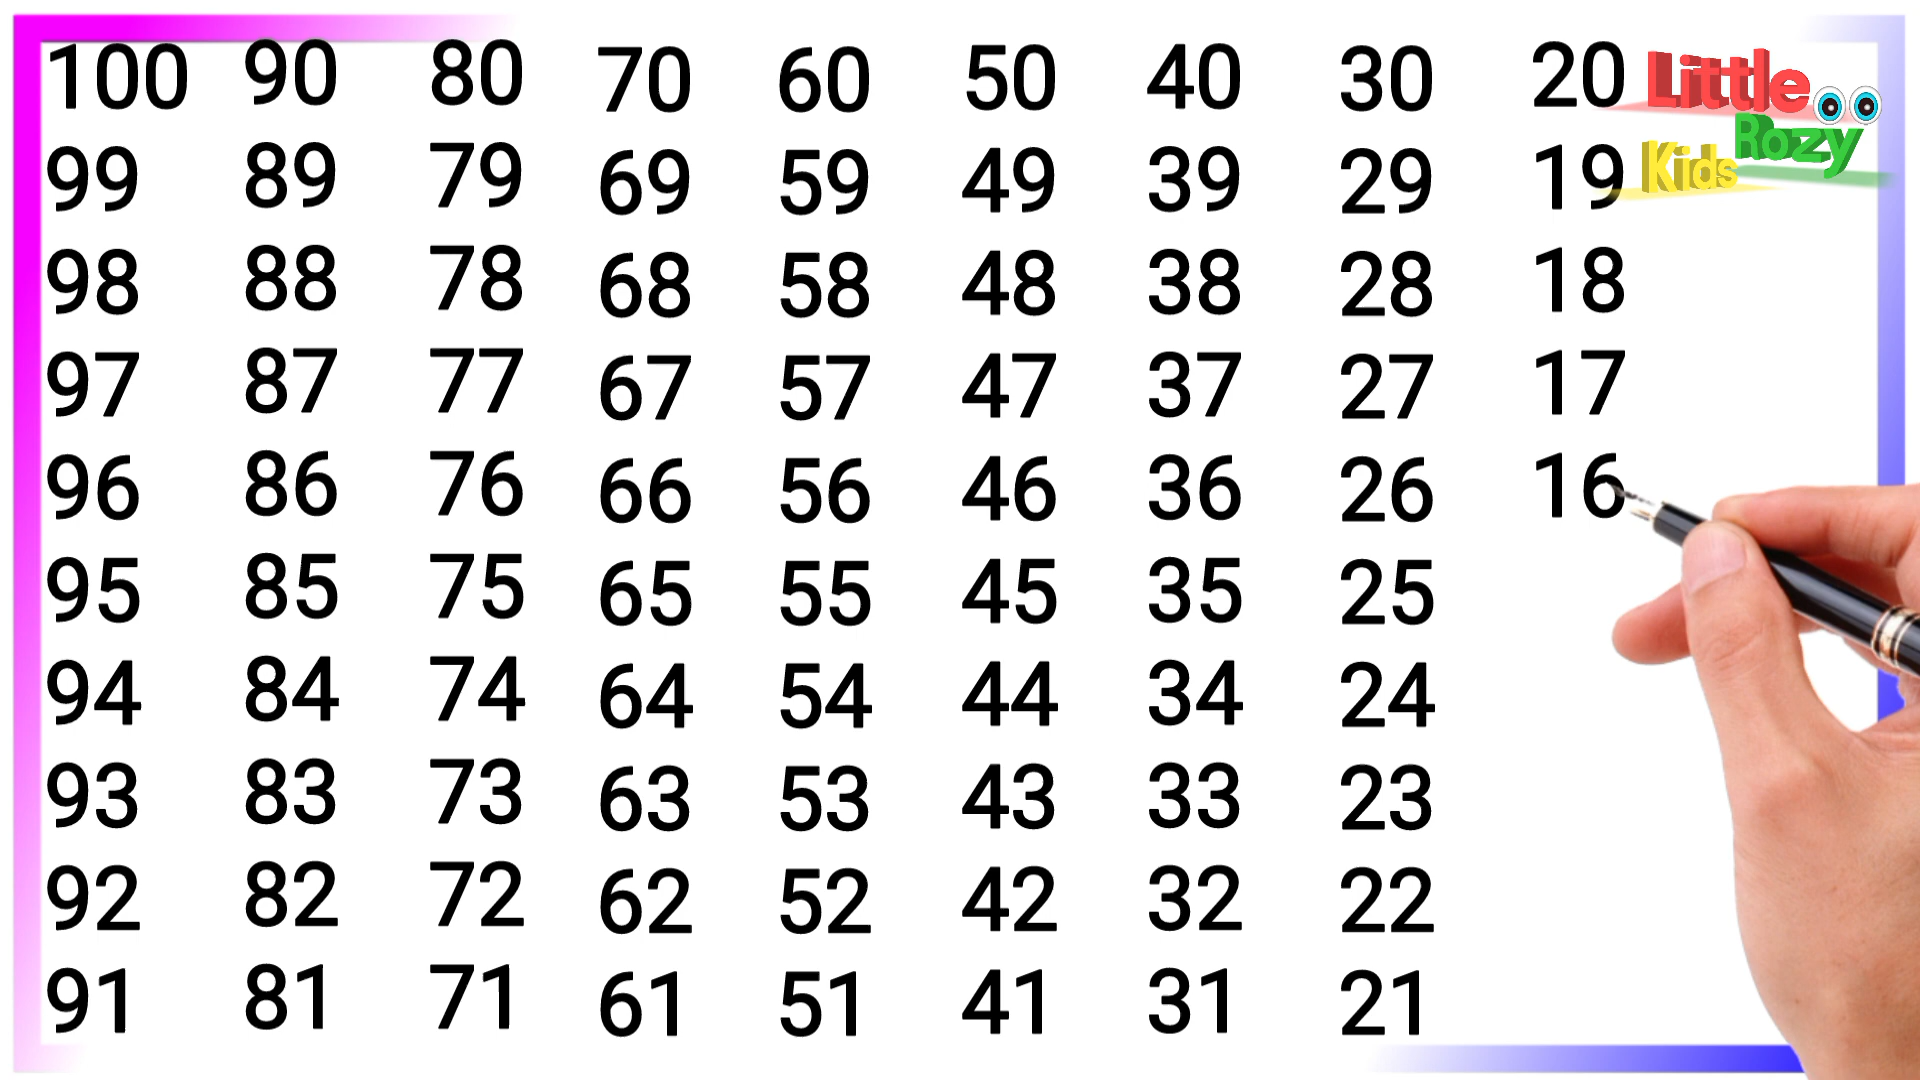 100 90 80 70 60 50 40 30 20
99 89 79 69 59 49 39 29 19
98 88 78 68 58 48 38 28 18
97 87 77 67 57 47 37 27 17
96 86 76 66 56 46 36 26 16
95 85 75 65 55 45 35 25
94 84 74 64 54 44 34 24
93 83 73 63 53 43 33 23
92 82 72 62 52 42 32 22
91 81 71 61 51 41 31 21
Little
Rozy
Kids